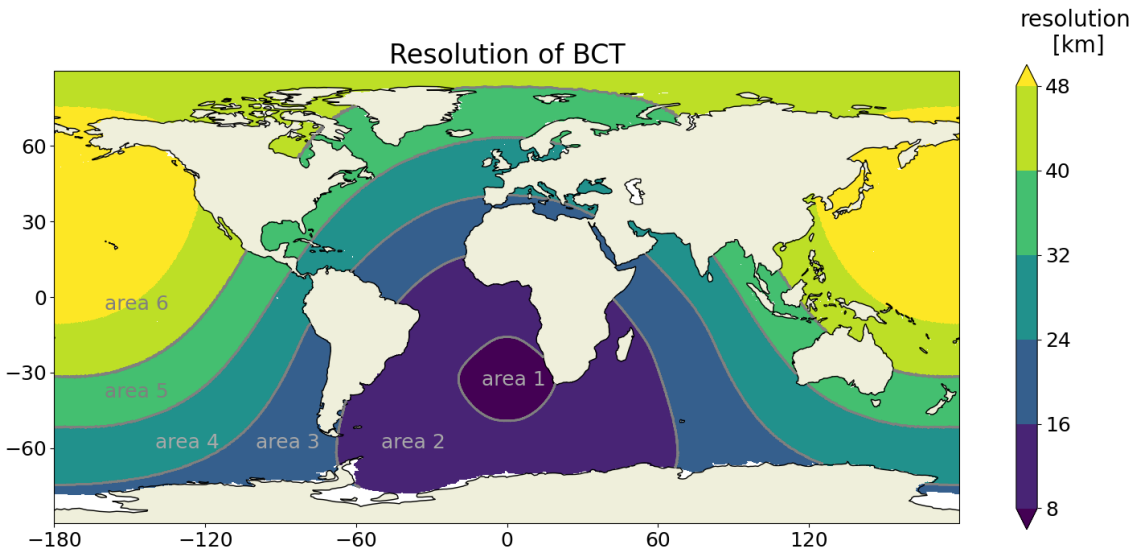 resolution
[km]
Resolution of BCT
48
60
40
30
32
0
area 6
24
−30
area 1
area 5
16
−60
area 4
area 3
area 2
8
−180
−120
−60
0
60
120